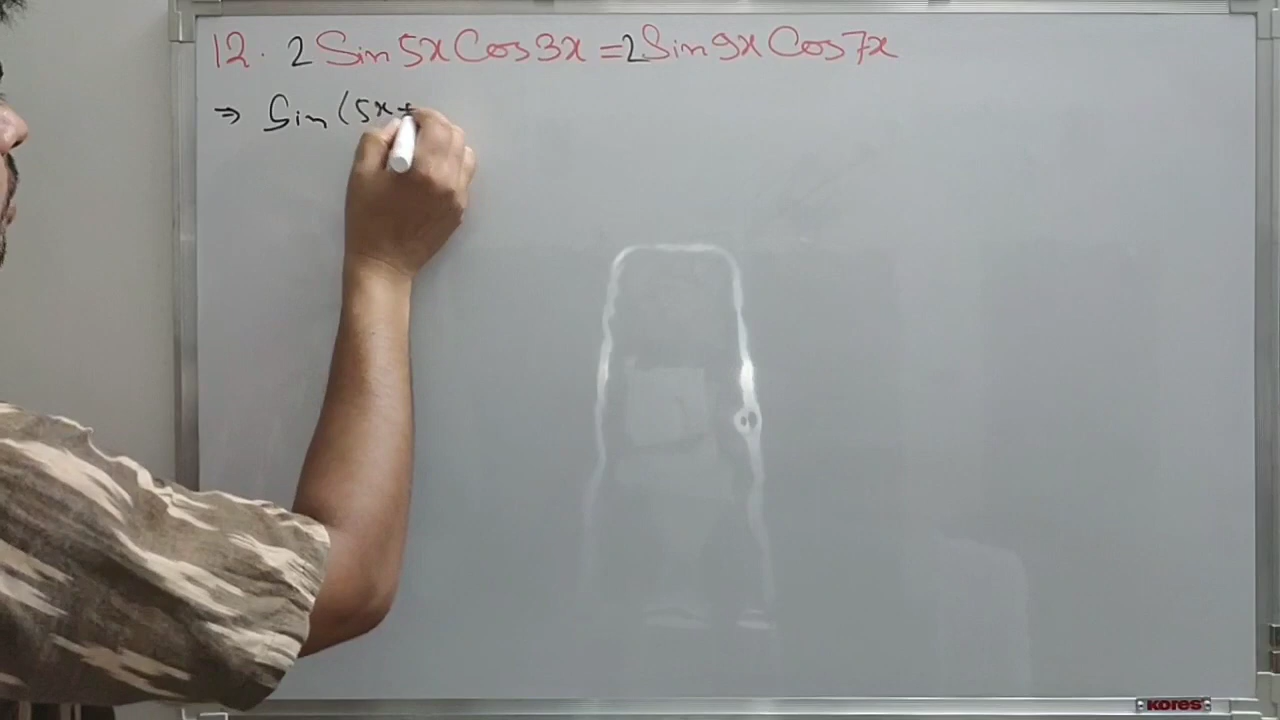 12. 2 Sin 5x Cos 3x = 2 Sin 9x Cos 7x
⇒ Sin (5x +
KORES